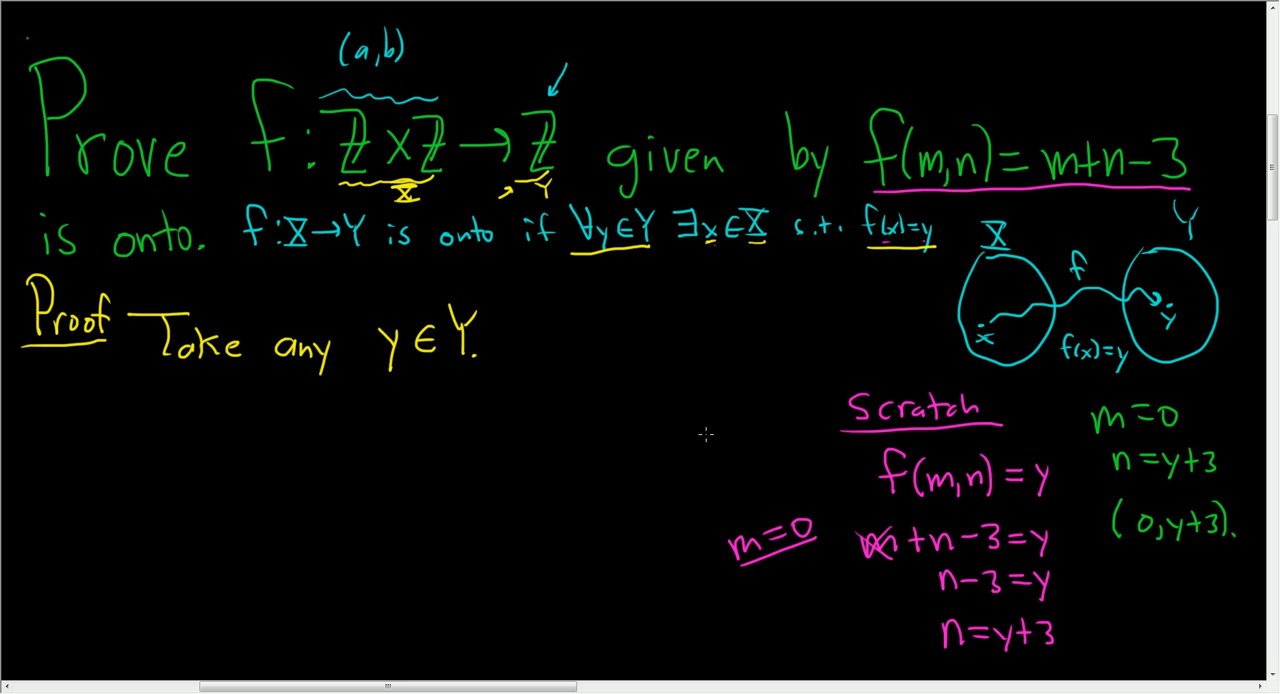 (a,b)
Prove f: ℤ×ℤ → ℤ given by f(m,n) = m+n-3
X Y
is onto. f: X→Y is onto if ∀y∈Y ∃x∈X s.t. f(x)=y
X f Y
x y
f(x)=y
Proof Take any y∈Y.
Scratch
f(m,n) = y
m=0 m+n-3=y
n-3=y
n=y+3
m=0
n=y+3
(0,y+3).